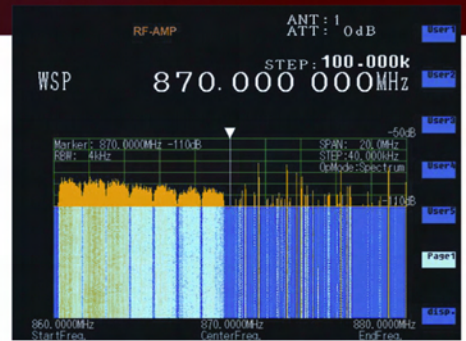 ANT:1
RF-AMP ATT: 0dB User1
STEP:100.000k
WSP 870.000 000MHz User2
User3
-50dB
Marker: 870.0000MHz -110dB SPAN: 20.0MHz
RBW: 4kHz STEP:40.000kHz
OpMode:Spectrum User4
-110dB
User5
Page1
disp.
860.0000MHz 870.0000MHz 880.0000MHz
StartFreq. CenterFreq. EndFreq.